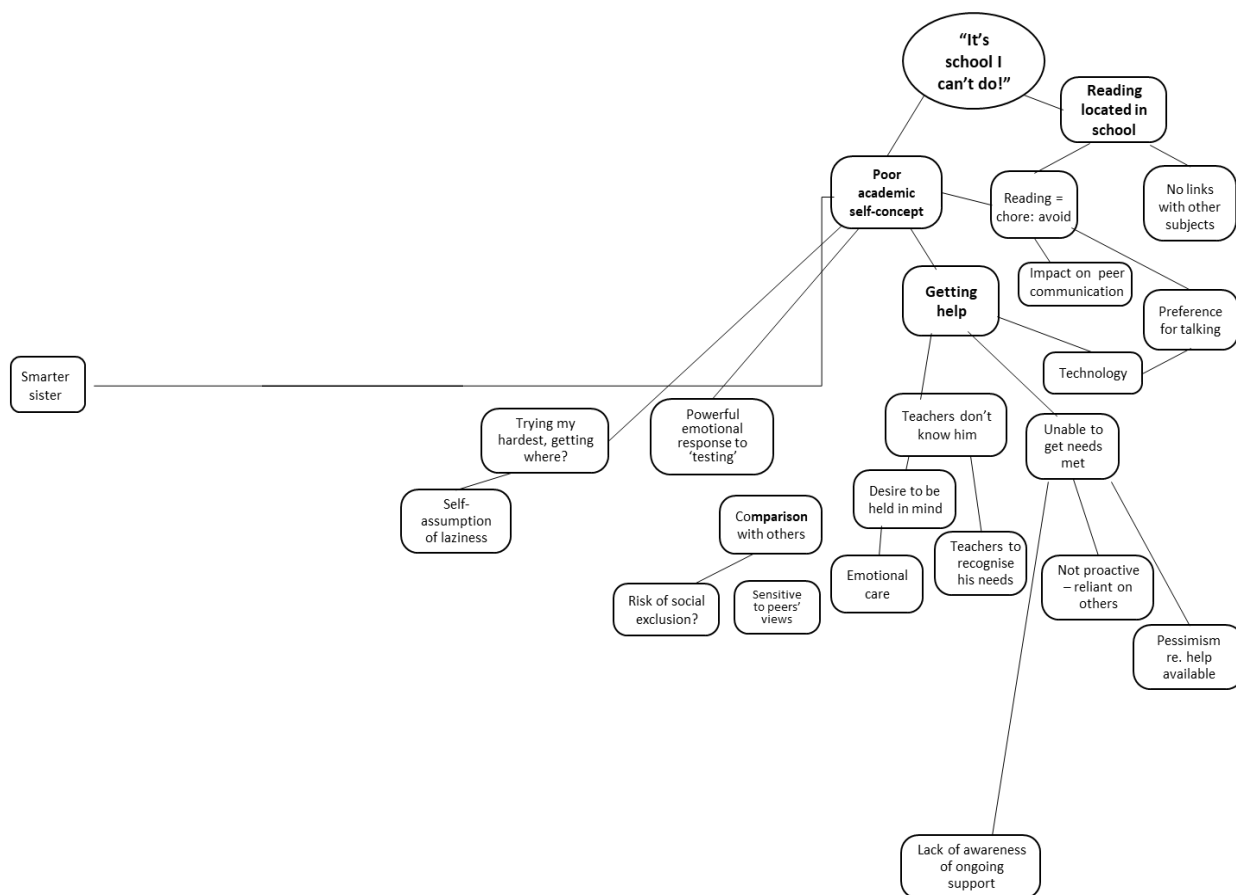 “It’s
school I
can’t do!”
Reading
located in
school
Poor
academic
self-concept
Reading =
chore: avoid
No links
with other
subjects
Impact on peer
communication
Getting
help
Preference
for talking
Technology
Smarter
sister
Trying my
hardest, getting
where?
Powerful
emotional
response to
‘testing’
Teachers don’t
know him
Unable to
get needs
met
Self-
assumption
of laziness
Desire to be
held in mind
Comparison
with others
Teachers to
recognise
his needs
Not proactive
– reliant on
others
Emotional
care
Risk of social
exclusion?
Sensitive
to peers’
views
Pessimism
re. help
available
Lack of awareness
of ongoing
support